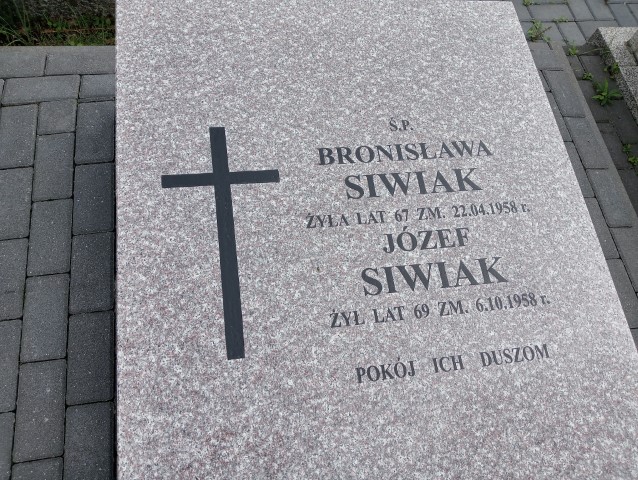 Ś.P.
BRONISŁAWA
SIWIAK
ŻYŁA LAT 67 ZM. 22.04.1958 r.
JÓZEF
SIWIAK
ŻYŁ LAT 69 ZM. 6.10.1958 r.
POKÓJ ICH DUSZOM